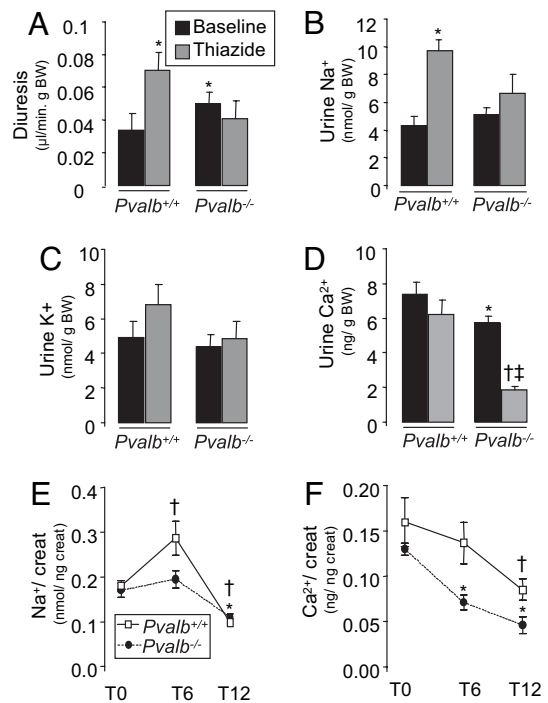 A
Baseline
Thiazide
Diuresis
(μl/min. g BW)
0.1
0.08
0.06
0.04
0.02
0
*
*
Pvalb+/+
Pvalb-/-
B
Urine Na+
(nmol/ g BW)
12
10
8
6
4
2
0
*
Pvalb+/+
Pvalb-/-
C
Urine K+
(nmol/ g BW)
10
8
6
4
2
0
Pvalb+/+
Pvalb-/-
D
Urine Ca2+
(ng/ g BW)
10
8
6
4
2
0
*
†‡
Pvalb+/+
Pvalb-/-
E
Na+/ creat
(nmol/ ng creat)
0.4
0.3
0.2
0.1
0.0
†
†
*
Pvalb+/+
Pvalb-/-
T0
T6
T12
F
Ca2+/ creat
(ng/ ng creat)
0.20
0.15
0.10
0.05
0.00
*
†
*
T0
T6
T12